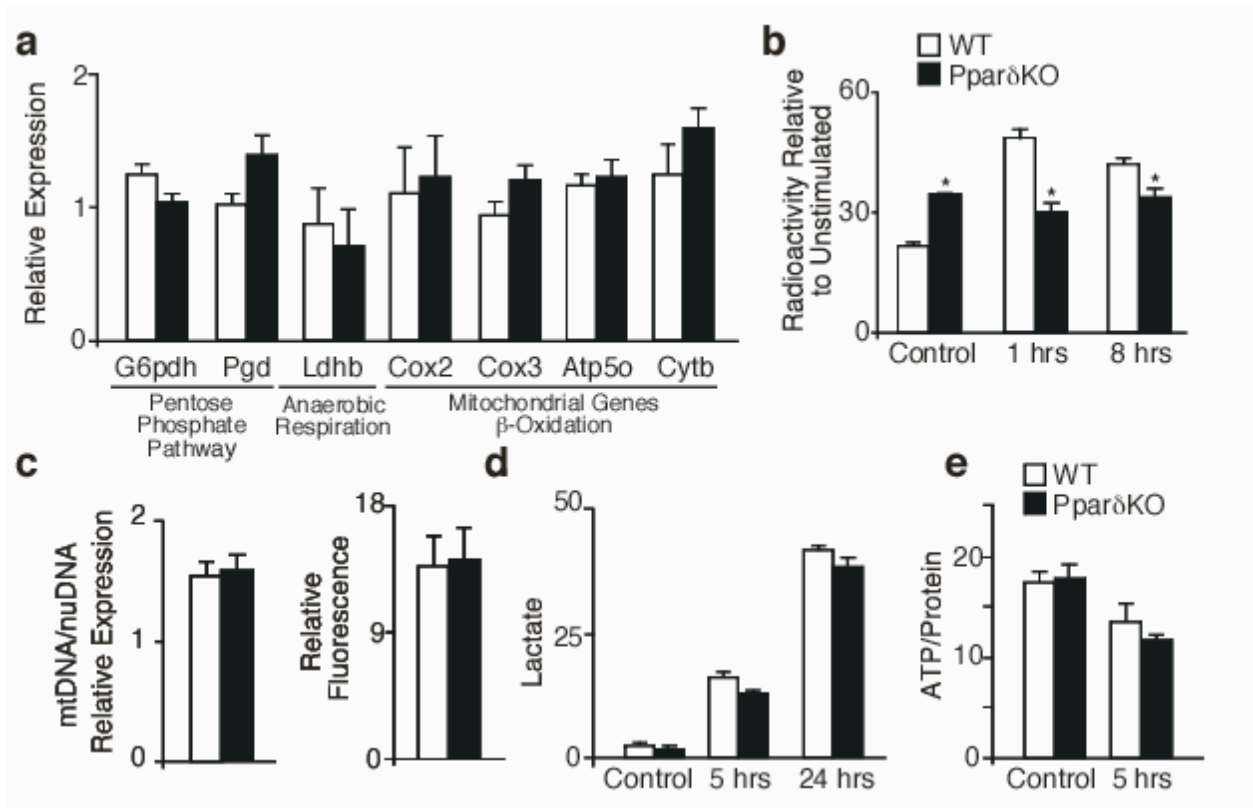 a
2
1
0
Relative Expression
G6pdh Pgd Ldhb Cox2 Cox3 Atp5o Cytb
Pentose
Phosphate
Pathway
Anaerobic
Respiration
Mitochondrial Genes
β-Oxidation
b
WT
PparδKO
60
30
0
Radioactivity Relative
to Unstimulated
*
*
*
Control 1 hrs 8 hrs
c
2
1
0
mtDNA/nuDNA
Relative Expression
18
9
0
Relative
Fluorescence
d
50
25
0
Lactate
Control 5 hrs 24 hrs
e
WT
PparδKO
20
10
0
ATP/Protein
Control 5 hrs